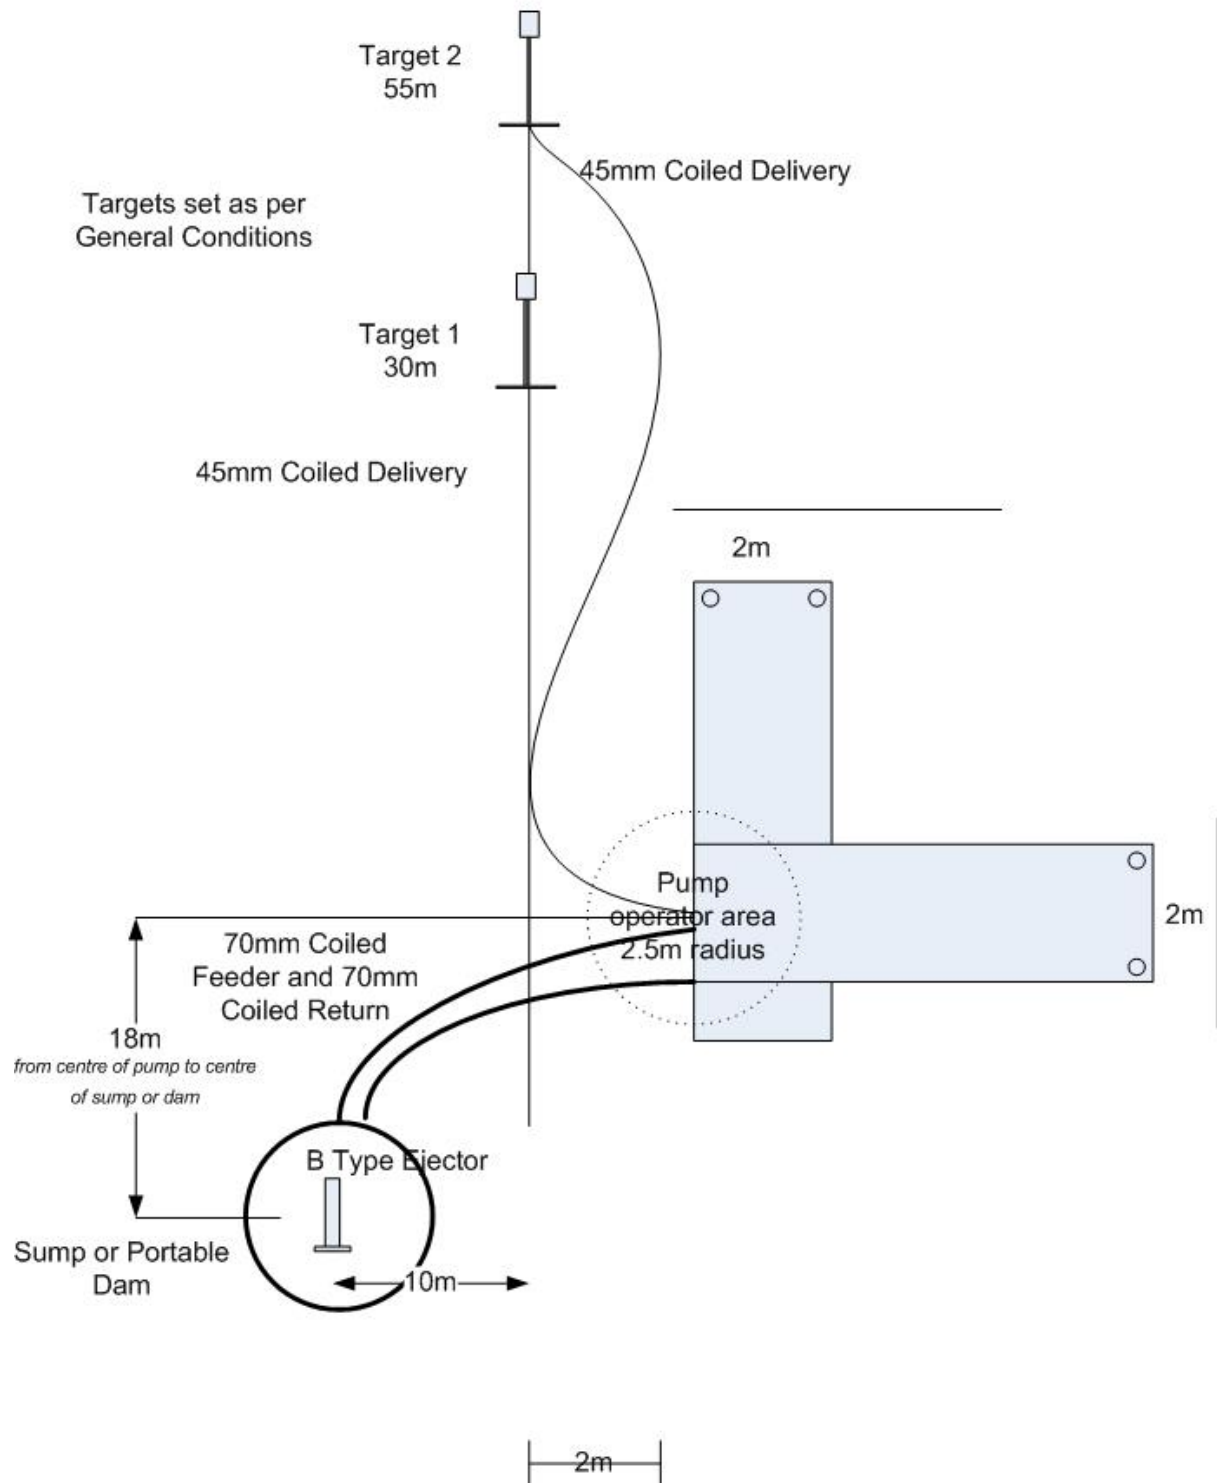 Target 2
55m
45mm Coiled Delivery
Targets set as per
General Conditions
Target 1
30m
45mm Coiled Delivery
2m
Pump
operator area
2.5m radius
2m
70mm Coiled
Feeder and 70mm
Coiled Return
18m
from centre of pump to centre
of sump or dam
B Type Ejector
Sump or Portable
Dam
10m
2m